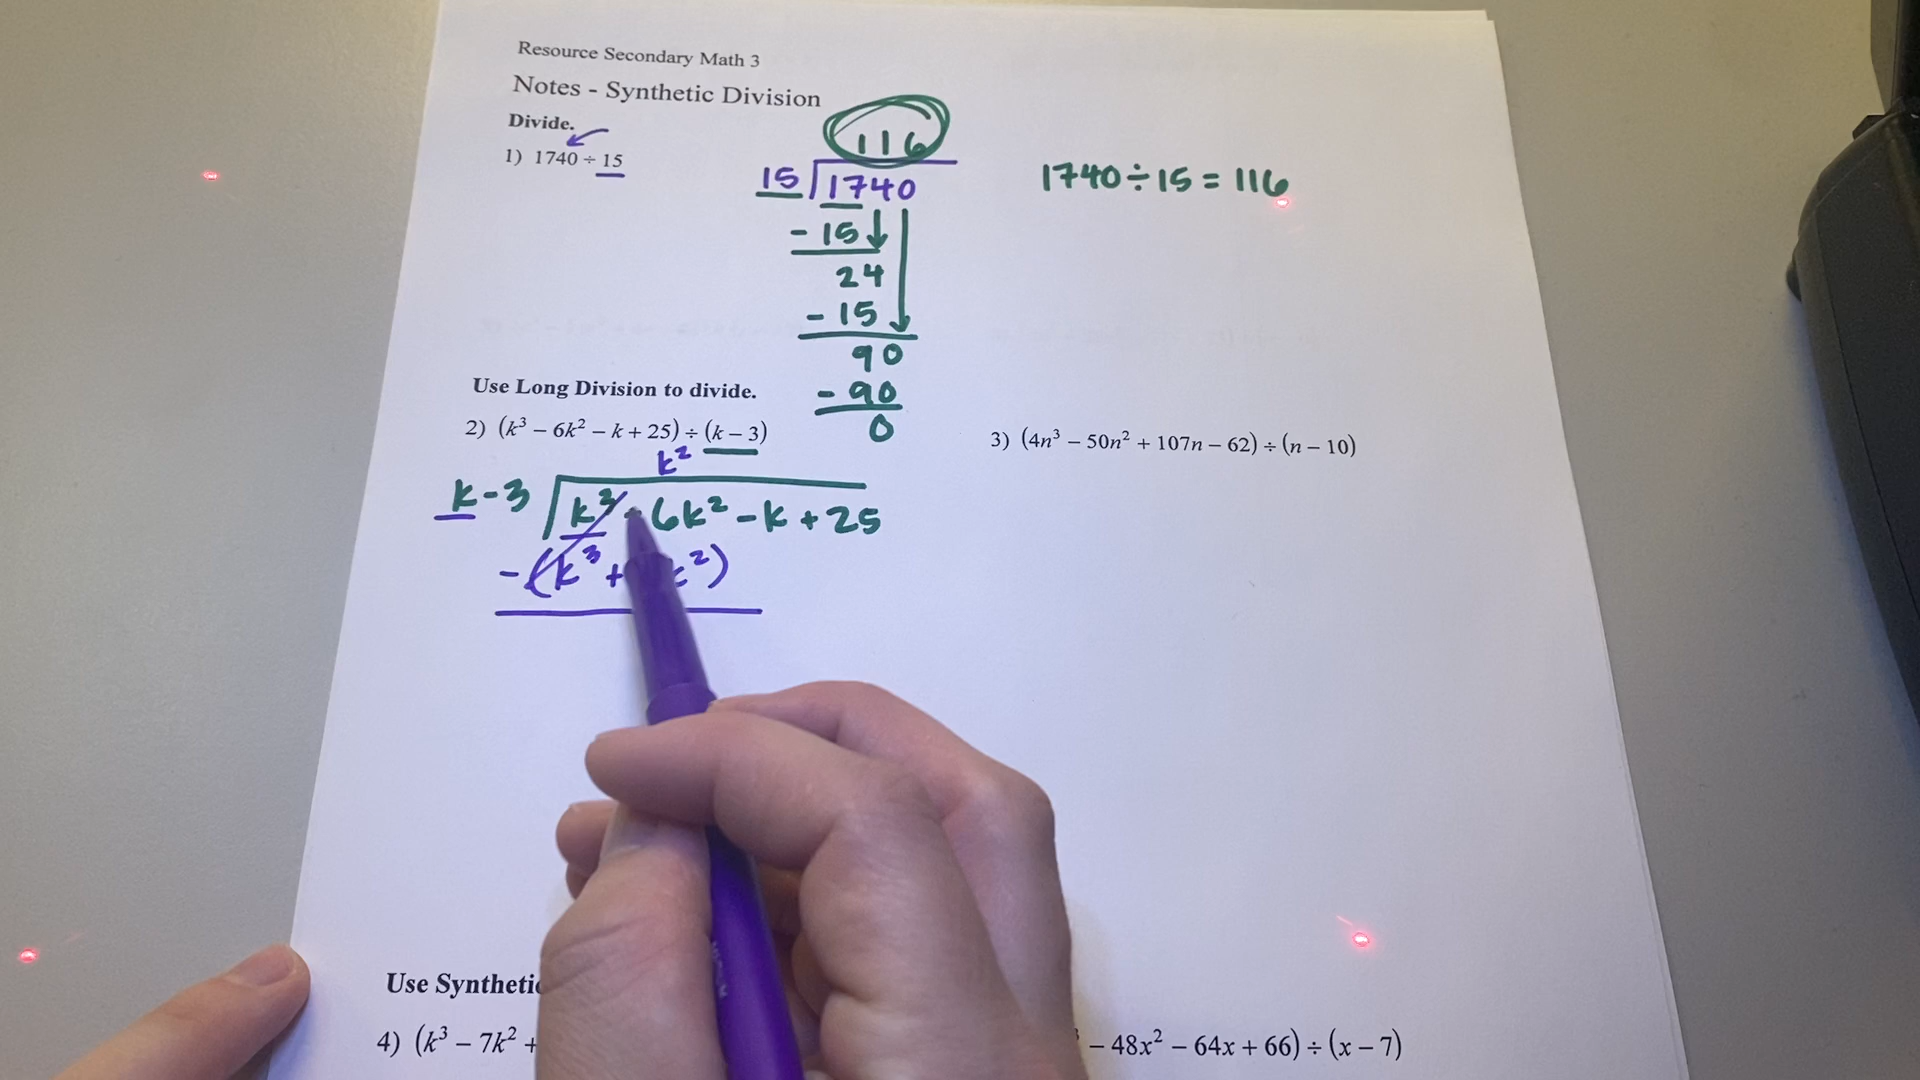 Resource Secondary Math 3
Notes - Synthetic Division
Divide.
1) 1740 ÷ 15
116
15 1740
- 15
24
- 15
90
- 90
0
1740 ÷ 15 = 116
Use Long Division to divide.
2) (k³ – 6k² – k + 25) ÷ (k – 3)
k²
k - 3 k³ - 6k² - k + 25
- (k³ + k²)
3) (4n³ – 50n² + 107n – 62) ÷ (n – 10)
Use Synthetic
4) (k³ – 7k² +
– 48x² – 64x + 66) ÷ (x – 7)